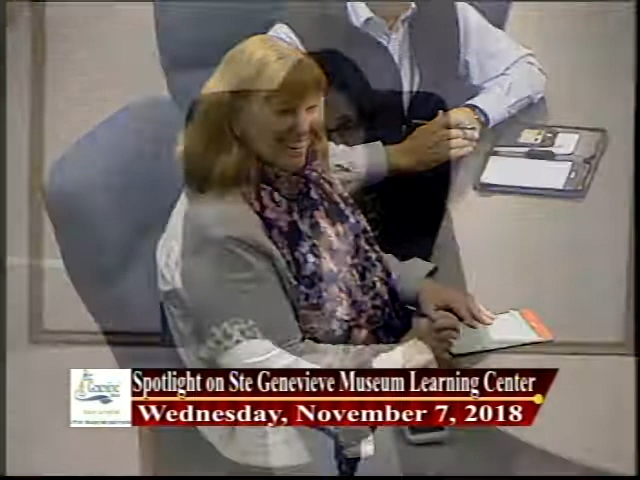 Spotlight on Ste Genevieve Museum Learning Center
Wednesday, November 7, 2018